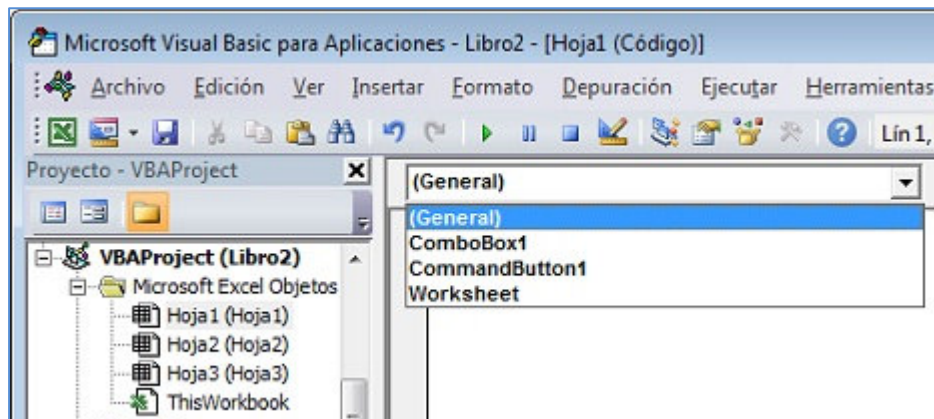 Microsoft Visual Basic para Aplicaciones - Libro2 - [Hoja1 (Código)]
Archivo Edición Ver Insertar Formato Depuración Ejecutar Herramientas
Lín 1,
Proyecto - VBAProject
(General)
(General)
ComboBox1
CommandButton1
Worksheet
VBAProject (Libro2)
Microsoft Excel Objetos
Hoja1 (Hoja1)
Hoja2 (Hoja2)
Hoja3 (Hoja3)
ThisWorkbook